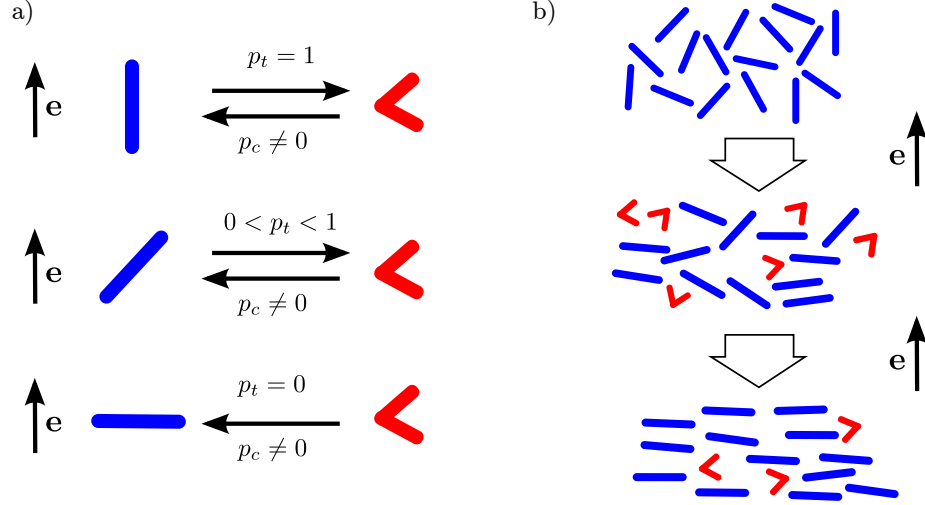 a)
p_t = 1
e
p_c ≠ 0
0 < p_t < 1
e
p_c ≠ 0
p_t = 0
e
p_c ≠ 0
b)
e
e